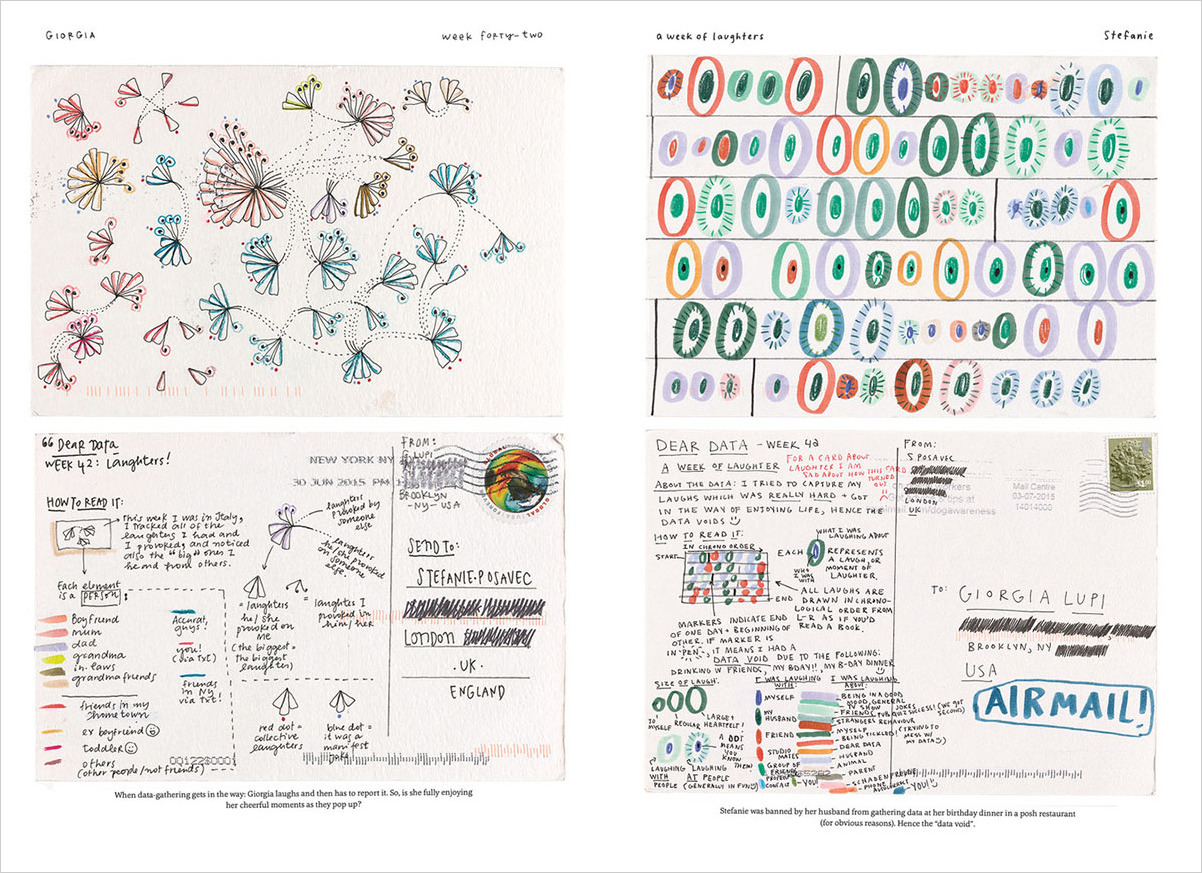 GIORGIA
week forty-two
a week of laughters
Stefanie
"Dear Data
WEEK 42: Laughters!
HOW TO READ IT:
This week I was in Italy,
I tracked all of the
laughters I had and
I provoked, and noticed
also the "big" ones I
heard from others.
Each element
is a person:
boyfriend
mum
dad
grandma
in laws
grandma friends
friends in my
hometown
ex boyfriend
toddler
others
(other people/not friends)
Accurat,
guys!
you!
(via txt)
friends
in NY
via txt!
laughters
provoked by
someone
else
laughters
he/she provoked
on someone
else.
= laughters
he/she
provoked
on me
(the biggest =
the biggest
laughter)
= laughters I
provoked in
him/her
red dot =
collective
laughters
blue dot =
it was a
manifest
joke
FROM:
G. LUPI
BROOKLYN
-NY- USA
NEW YORK NY
30 JUN 2015 PM
GLOBAL
SEND TO:
STEFANIE·POSAVEC
London
·UK·
ENGLAND
When data-gathering gets in the way: Giorgia laughs and then has to report it. So, is she fully enjoying
her cheerful moments as they pop up?
DEAR DATA - WEEK 42
A WEEK OF LAUGHTER
FOR A CARD ABOUT
LAUGHTER I AM
SAD ABOUT HOW THIS CARD
TURNED
OUT
ABOUT THE DATA: I TRIED TO CAPTURE MY
LAUGHS WHICH WAS REALLY HARD + GOT
IN THE WAY OF ENJOYING LIFE, HENCE THE
DATA VOIDS
HOW TO READ IT:
IN CHRONO ORDER
START
END
EACH
WHAT I WAS
LAUGHING ABOUT
WHO
I WAS
WITH
REPRESENTS
A LAUGH, OR
MOMENT OF
LAUGHTER.
ALL LAUGHS ARE
DRAWN IN CHRONO-
LOGICAL ORDER FROM
L-R AS IF YOU'D
READ A BOOK.
MARKERS INDICATE END
OF ONE DAY + BEGINNING OF
OTHER. IF MARKER IS
IN "PEN", IT MEANS I HAD A
DATA VOID DUE TO THE FOLLOWING:
DRINKING W FRIENDS, MY BDAY!!, MY B-DAY DINNER
SIZE OF LAUGH:
TO
MYSELF
REGULAR
LARGE +
HEARTFELT!
LAUGHING
WITH
PEOPLE
LAUGHING
AT PEOPLE
(GENERALLY IN FUN)
A DOT
MEANS
YOU
KNOW
THEM)
I WAS LAUGHING
WITH:
MYSELF
MY
HUSBAND
FRIEND
STUDIO
MATES
GROUP OF
FRIENDS
YOU!
I WAS LAUGHING
ABOUT:
BEING IN A GOOD
MOOD, GENERAL
TV SHOW JOKES
FRIENDS
PUB QUIZ SUCCESS! (WE GOT
SECOND)
STRANGERS BEHAVIOUR
MYSELF
BEING TICKLED!
(TRYING TO
MESS W/
MY DATA)
DEAR DATA
HUSBAND
ANIMAL
PARENT
SCHADENFREUDE
YOU!
FROM:
S POSAVEC
LONDON
UK
Mail Centre
03-07-2015
14014000
TO:
GIORGIA LUPI
BROOKLYN, NY
USA
AIRMAIL!
Stefanie was banned by her husband from gathering data at her birthday dinner in a posh restaurant
(for obvious reasons). Hence the "data void".